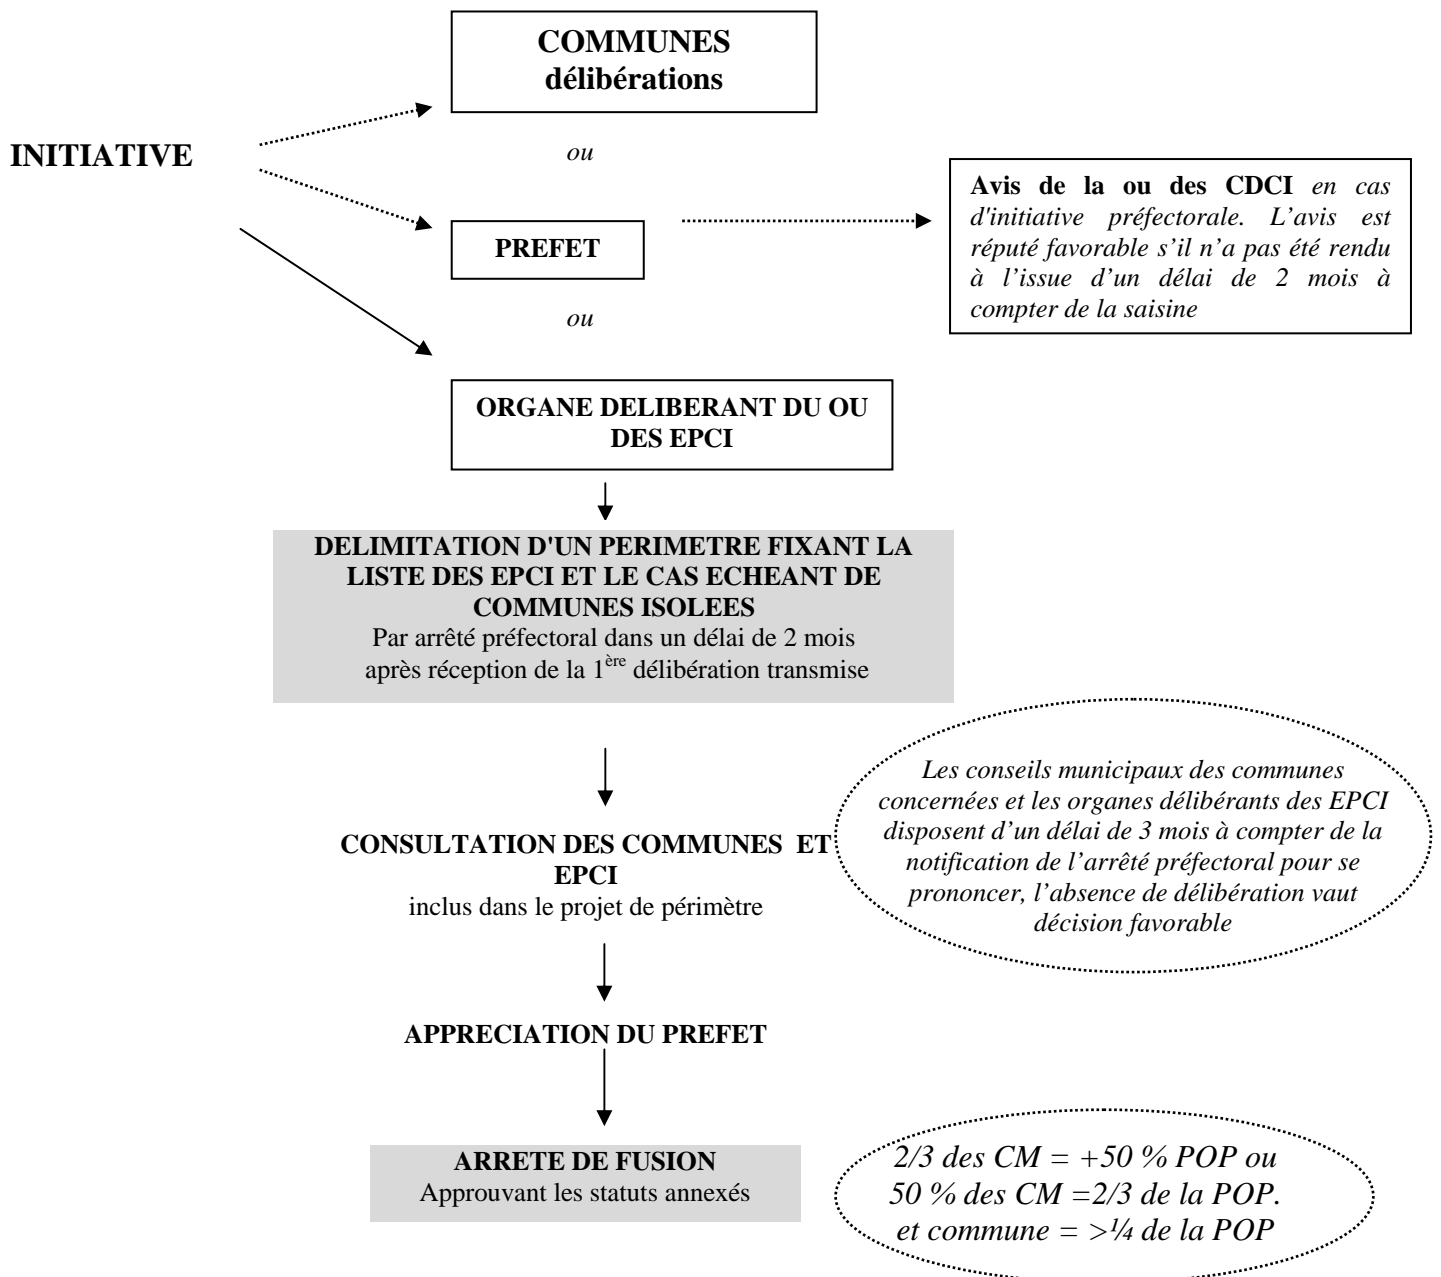 COMMUNES
délibérations
INITIATIVE
ou
Avis de la ou des CDCI en cas
d'initiative préfectorale. L’avis est
réputé favorable s’il n’a pas été rendu
à l’issue d’un délai de 2 mois à
compter de la saisine
PREFET
ou
ORGANE DELIBERANT DU OU
DES EPCI
DELIMITATION D'UN PERIMETRE FIXANT LA
LISTE DES EPCI ET LE CAS ECHEANT DE
COMMUNES ISOLEES
Par arrêté préfectoral dans un délai de 2 mois
après réception de la 1ère délibération transmise
Les conseils municipaux des communes
concernées et les organes délibérants des EPCI
disposent d’un délai de 3 mois à compter de la
notification de l’arrêté préfectoral pour se
prononcer, l’absence de délibération vaut
décision favorable
CONSULTATION DES COMMUNES ET
EPCI
inclus dans le projet de périmètre
APPRECIATION DU PREFET
ARRETE DE FUSION
Approuvant les statuts annexés
2/3 des CM = +50 % POP ou
50 % des CM =2/3 de la POP.
et commune = >¼ de la POP